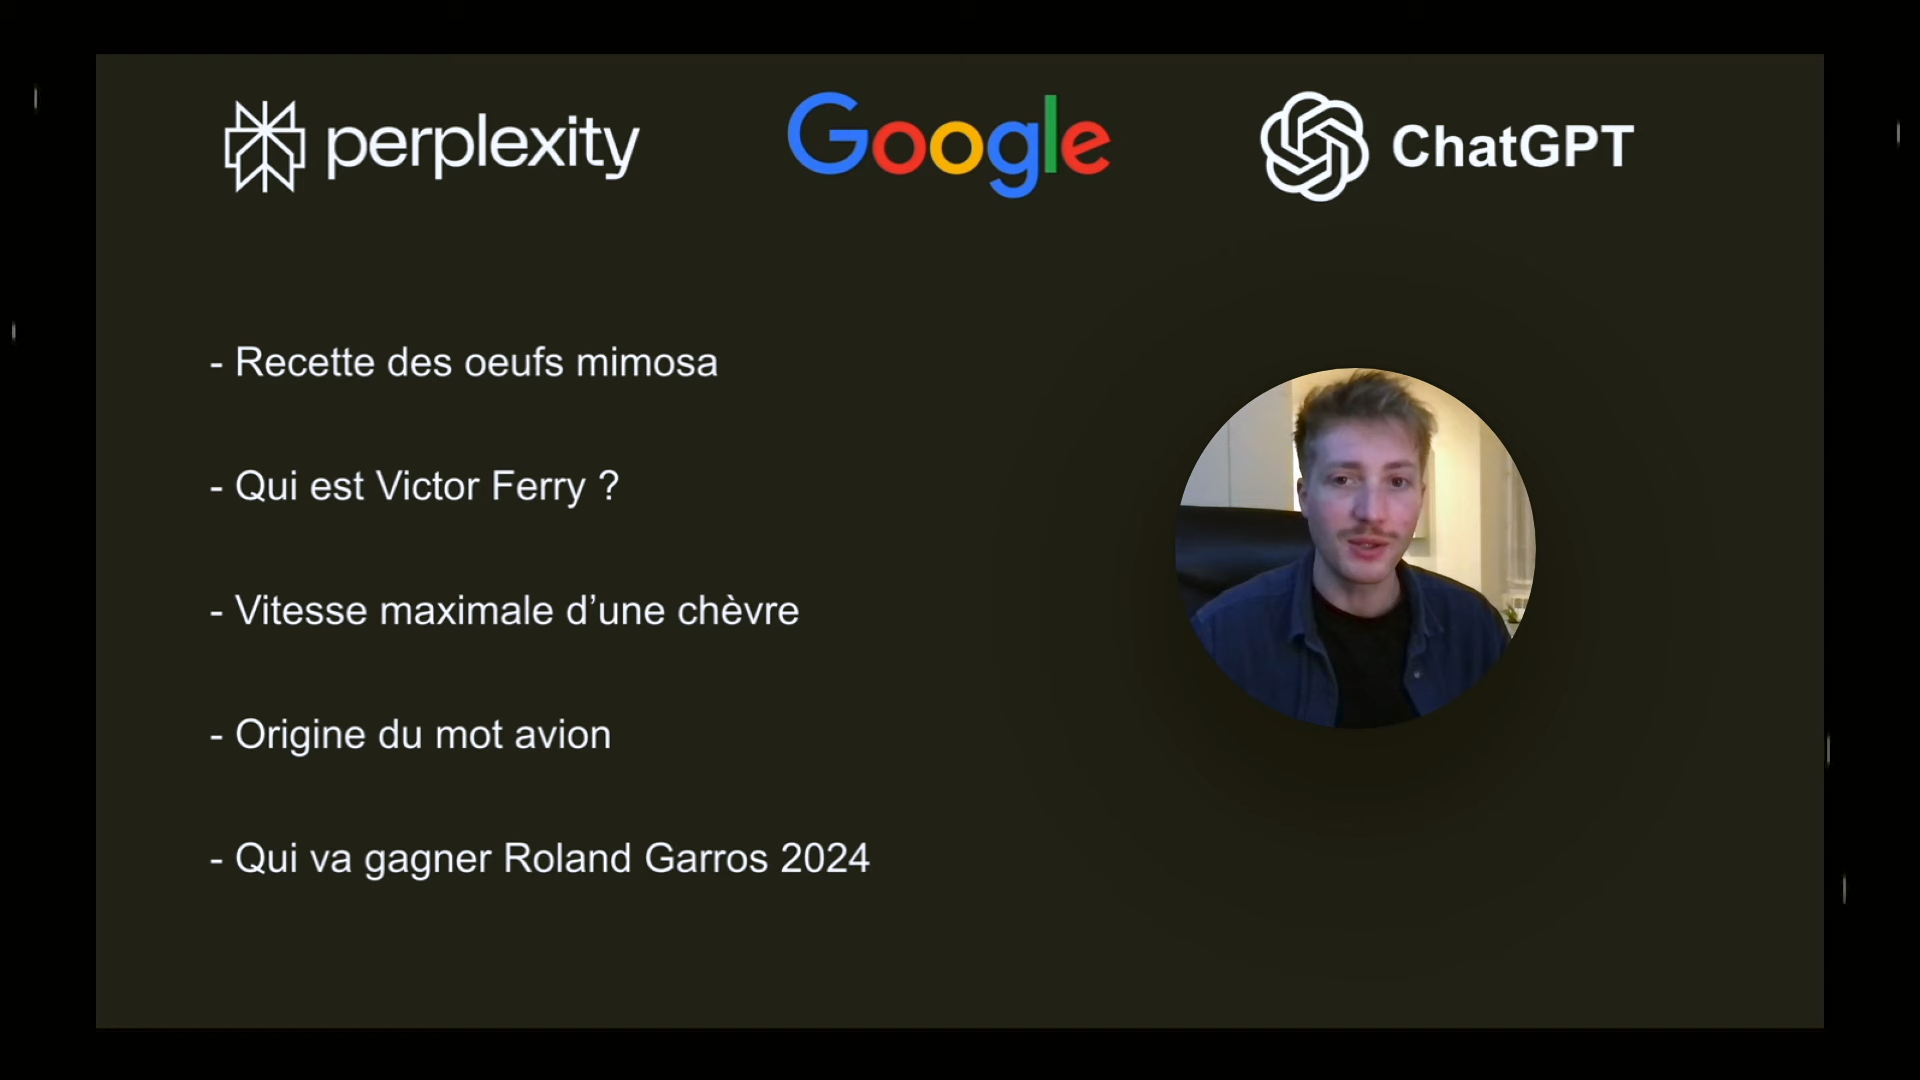 perplexity
Google
ChatGPT
- Recette des oeufs mimosa
- Qui est Victor Ferry ?
- Vitesse maximale d’une chèvre
- Origine du mot avion
- Qui va gagner Roland Garros 2024